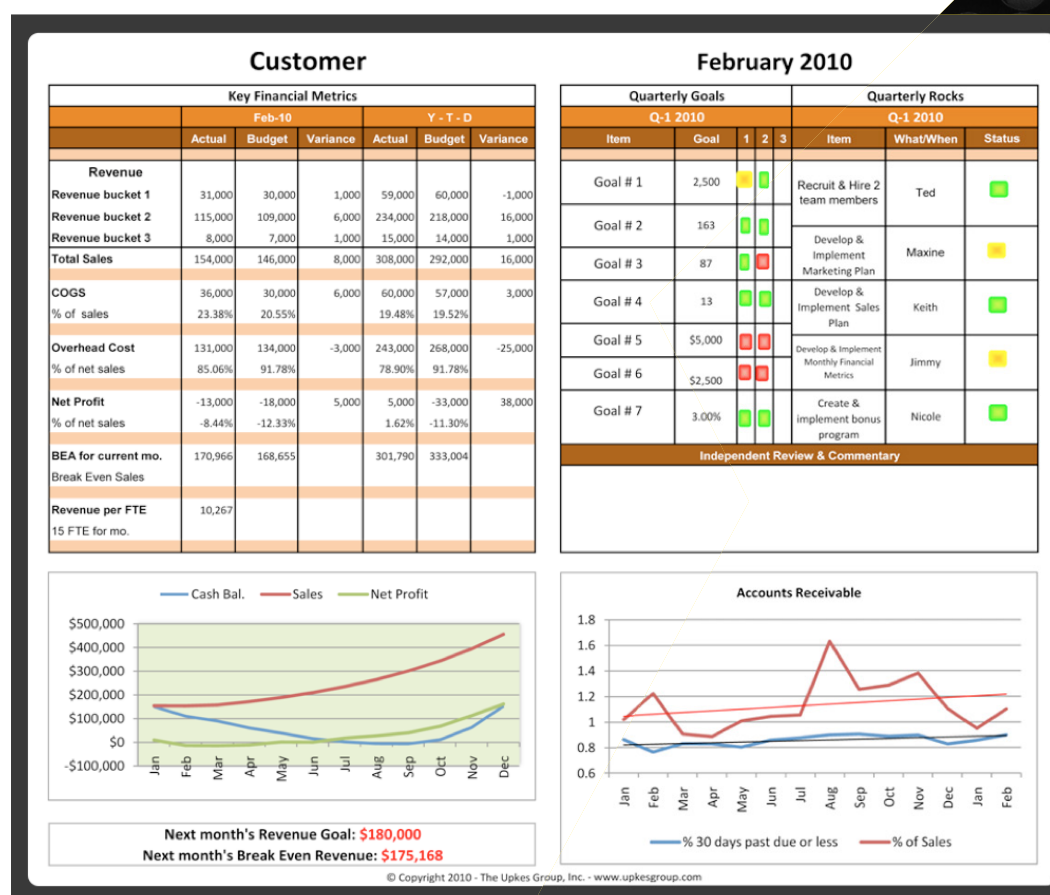 Customer
February 2010
Key Financial Metrics
Feb-10 Y - T - D
Actual Budget Variance Actual Budget Variance
Revenue
Revenue bucket 1 31,000 30,000 1,000 59,000 60,000 -1,000
Revenue bucket 2 115,000 109,000 6,000 234,000 218,000 16,000
Revenue bucket 3 8,000 7,000 1,000 15,000 14,000 1,000
Total Sales 154,000 146,000 8,000 308,000 292,000 16,000
COGS 36,000 30,000 6,000 60,000 57,000 3,000
% of sales 23.38% 20.55% 19.48% 19.52%
Overhead Cost 131,000 134,000 -3,000 243,000 268,000 -25,000
% of net sales 85.06% 91.78% 78.90% 91.78%
Net Profit -13,000 -18,000 5,000 5,000 -33,000 38,000
% of net sales -8.44% -12.33% 1.62% -11.30%
BEA for current mo. 170,966 168,655 301,790 333,004
Break Even Sales
Revenue per FTE 10,267
15 FTE for mo.
Quarterly Goals
Q-1 2010
Item Goal 1 2 3
Goal # 1 2,500
Goal # 2 163
Goal # 3 87
Goal # 4 13
Goal # 5 $5,000
Goal # 6 $2,500
Goal # 7 3.00%
Quarterly Rocks
Q-1 2010
Item What/When Status
Recruit & Hire 2
team members
Ted
Develop &
Implement
Marketing Plan
Maxine
Develop &
Implement Sales
Plan
Keith
Develop & Implement
Monthly Financial
Metrics
Jimmy
Create &
implement bonus
program
Nicole
Independent Review & Commentary
Cash Bal. Sales Net Profit
$500,000
$400,000
$300,000
$200,000
$100,000
$0
-$100,000
Jan Feb Mar Apr May Jun Jul Aug Sep Oct Nov Dec
Next month's Revenue Goal: $180,000
Next month's Break Even Revenue: $175,168
Accounts Receivable
1.8
1.6
1.4
1.2
1
0.8
0.6
Jan Feb Mar Apr May Jun Jul Aug Sep Oct Nov Dec Jan Feb
% 30 days past due or less % of Sales
© Copyright 2010 - The Upkes Group, Inc. - www.upkesgroup.com